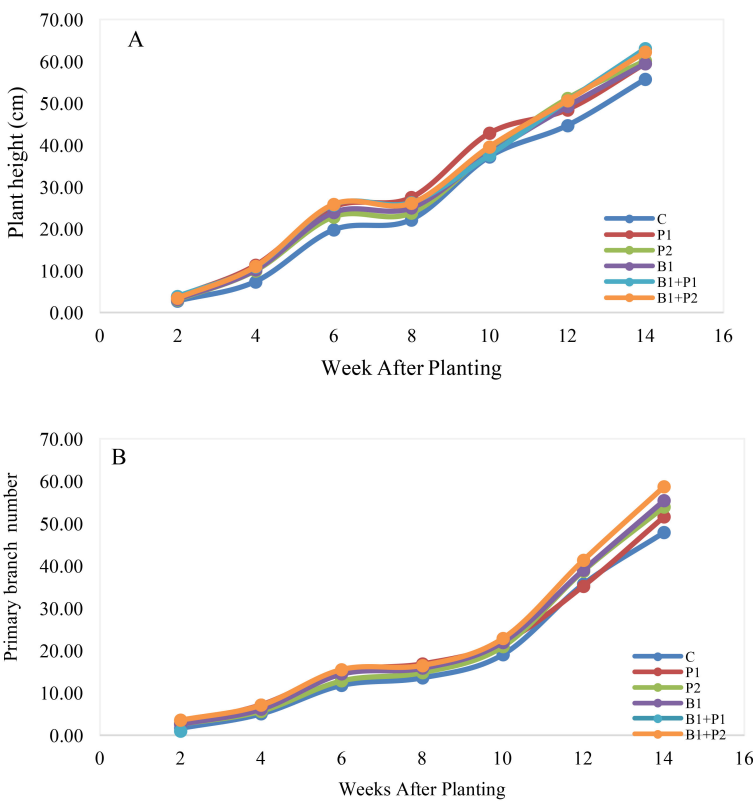 A
70.00
60.00
50.00
40.00
30.00
20.00
10.00
0.00
Plant height (cm)
C
P1
P2
B1
B1+P1
B1+P2
0 2 4 6 8 10 12 14 16
Week After Planting
B
70.00
60.00
50.00
40.00
30.00
20.00
10.00
0.00
Primary branch number
C
P1
P2
B1
B1+P1
B1+P2
0 2 4 6 8 10 12 14 16
Weeks After Planting